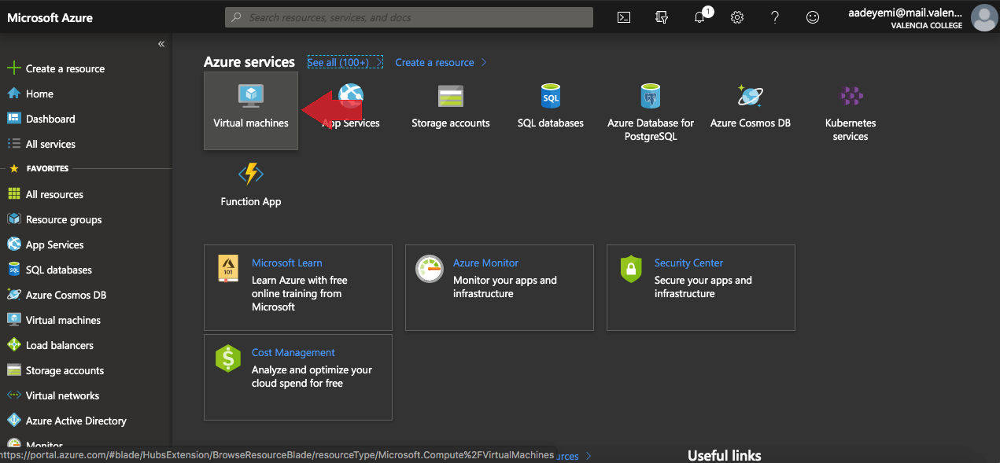 Microsoft Azure
Search resources, services, and docs
1
aadeyemi@mail.valen...
VALENCIA COLLEGE
«
Create a resource
Home
Dashboard
All services
FAVORITES
All resources
Resource groups
App Services
SQL databases
Azure Cosmos DB
Virtual machines
Load balancers
Storage accounts
Virtual networks
Azure Active Directory
Monitor
Azure services
See all (100+)
Create a resource
Virtual machines
App Services
Storage accounts
SQL
SQL databases
Azure Database for
PostgreSQL
Azure Cosmos DB
Kubernetes
services
Function App
101
Microsoft Learn
Learn Azure with free
online training from
Microsoft
Azure Monitor
Monitor your apps and
infrastructure
Security Center
Secure your apps and
infrastructure
$
Cost Management
Analyze and optimize your
cloud spend for free
https://portal.azure.com/#blade/HubsExtension/BrowseResourceBlade/resourceType/Microsoft.Compute%2FVirtualMachines
urces
Useful links